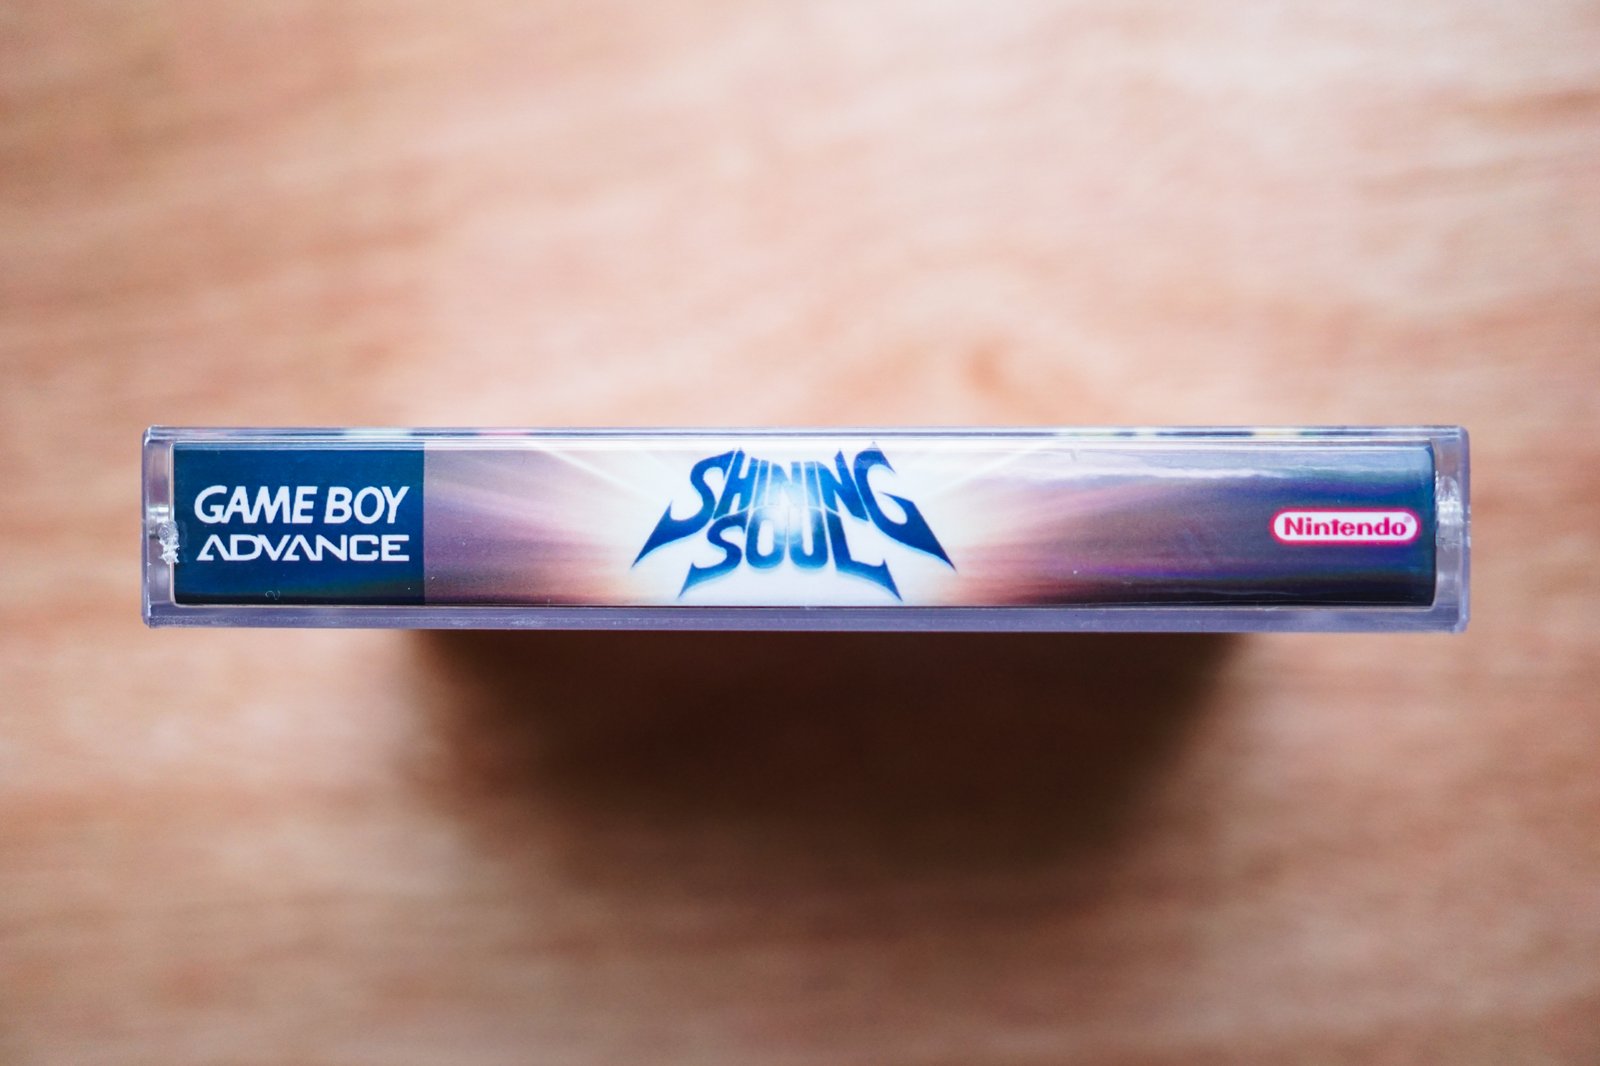 GAME BOY
ADVANCE
SHINING
SOUL
Nintendo®